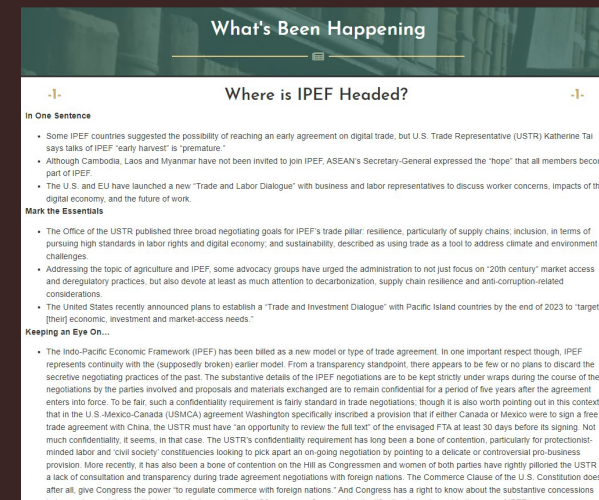 What's Been Happening
-1-
Where is IPEF Headed?
-1-
In One Sentence
• Some IPEF countries suggested the possibility of reaching an early agreement on digital trade, but U.S. Trade Representative (USTR) Katherine Tai
says talks of IPEF “early harvest” is “premature.”
• Although Cambodia, Laos and Myanmar have not been invited to join IPEF, ASEAN’s Secretary-General expressed the “hope” that all members becom
part of IPEF.
• The U.S. and EU have launched a new “Trade and Labor Dialogue” with business and labor representatives to discuss worker concerns, impacts of th
digital economy, and the future of work.
Mark the Essentials
• The Office of the USTR published three broad negotiating goals for IPEF’s trade pillar: resilience, particularly of supply chains; inclusion, in terms of
pursuing high standards in labor rights and digital economy; and sustainability, described as using trade as a tool to address climate and environment
challenges.
• Addressing the topic of agriculture and IPEF, some advocacy groups have urged the administration to not just focus on “20th century” market access
and deregulatory practices, but also devote at least as much attention to decarbonization, supply chain resilience and anti-corruption-related
considerations.
• The United States recently announced plans to establish a “Trade and Investment Dialogue” with Pacific Island countries by the end of 2023 to “target
[their] economic, investment and market-access needs.”
Keeping an Eye On…
• The Indo-Pacific Economic Framework (IPEF) has been billed as a new model or type of trade agreement. In one important respect though, IPEF
represents continuity with the (supposedly broken) earlier model. From a transparency standpoint, there appears to be few or no plans to discard the
secretive negotiating practices of the past. The substantive details of the IPEF negotiations are to be kept strictly under wraps during the course of the
negotiations by the parties involved and proposals and materials exchanged are to remain confidential for a period of five years after the agreement
enters into force. To be fair, such a confidentiality requirement is fairly standard in trade negotiations; though it is also worth pointing out in this context
that in the U.S.-Mexico-Canada (USMCA) agreement Washington specifically inscribed a provision that if either Canada or Mexico were to sign a free
trade agreement with China, the USTR must have “an opportunity to review the full text” of the envisaged FTA at least 30 days before its signing. Not
much confidentiality, it seems, in that case. The USTR’s confidentiality requirement has long been a bone of contention, particularly for protectionist-
minded labor and ‘civil society’ constituencies looking to pick apart an on-going negotiation by pointing to a delicate or controversial pro-business
provision. More recently, it has also been a bone of contention on the Hill as Congressmen and women of both parties have rightly pilloried the USTR
a lack of consultation and transparency during trade agreement negotiations with foreign nations. The Commerce Clause of the U.S. Constitution does
after all, give Congress the power “to regulate commerce with foreign nations.” And Congress has a right to know about the substantive concessions